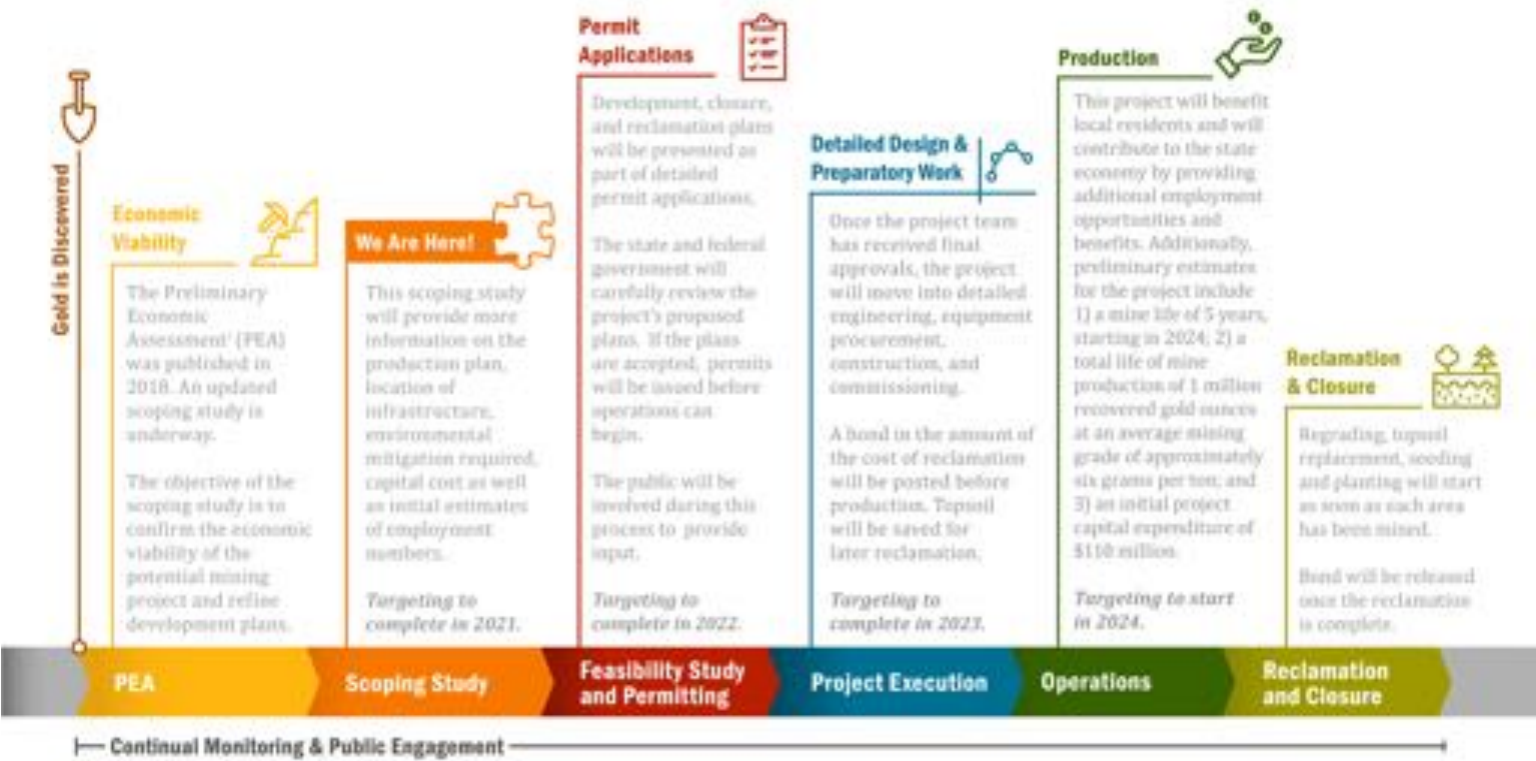 Gold is Discovered
Economic
Viability
The Preliminary
Economic
Assessment' (PEA)
was published in
2018. An updated
scoping study is
underway.
The objective of the
scoping study is to
confirm the economic
viability of the
potential mining
project and refine
development plans.
We Are Here!
This scoping study
will provide more
information on the
production plan,
location of
infrastructure,
environmental
mitigation required,
capital cost as well
as initial estimates
of employment
numbers.
Targeting to
complete in 2021.
Permit
Applications
Development, closure,
and reclamation plans
will be presented as
part of detailed
permit applications.
The state and federal
government will
carefully review the
project's proposed
plans. If the plans
are accepted, permits
will be issued before
operations can
begin.
The public will be
involved during this
process to provide
input.
Targeting to
complete in 2022.
Detailed Design &
Preparatory Work
Once the project team
has received final
approvals, the project
will move into detailed
engineering, equipment
procurement,
construction, and
commissioning.
A bond in the amount of
the cost of reclamation
will be posted before
production. Topsoil
will be saved for
later reclamation.
Targeting to
complete in 2023.
Production
This project will benefit
local residents and will
contribute to the state
economy by providing
additional employment
opportunities and
benefits. Additionally,
preliminary estimates
for the project include
1) a mine life of 5 years,
starting in 2024; 2) a
total life of mine
production of 1 million
recovered gold ounces
at an average mining
grade of approximately
six grams per ton; and
3) an initial project
capital expenditure of
$110 million.
Targeting to start
in 2024.
Reclamation
& Closure
Regrading, topsoil
replacement, seeding
and planting will start
as soon as each area
has been mined.
Bond will be released
once the reclamation
is complete.
PEA
Scoping Study
Feasibility Study
and Permitting
Project Execution
Operations
Reclamation
and Closure
Continual Monitoring & Public Engagement